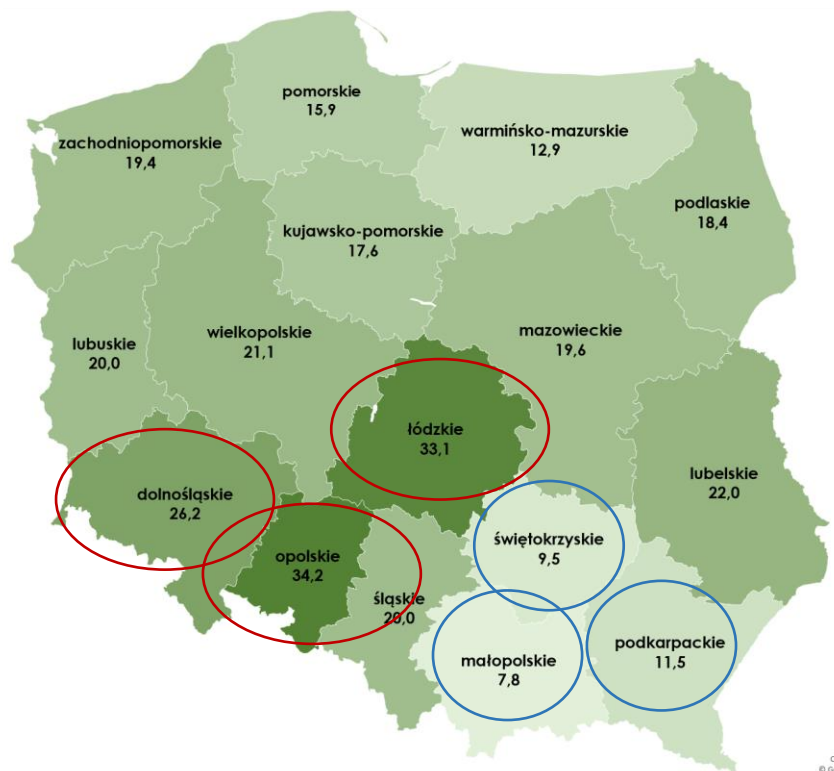 pomorskie
15,9
warmińsko-mazurskie
12,9
zachodniopomorskie
19,4
podlaskie
18,4
kujawsko-pomorskie
17,6
wielkopolskie
21,1
mazowieckie
19,6
lubuskie
20,0
łódzkie
33,1
lubelskie
22,0
dolnośląskie
26,2
świętokrzyskie
9,5
opolskie
34,2
śląskie
20,0
podkarpackie
11,5
małopolskie
7,8